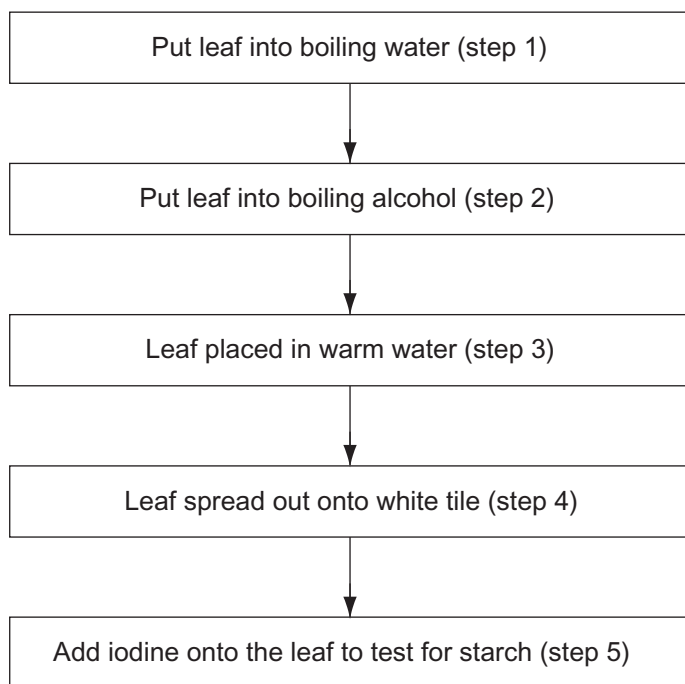 Put leaf into boiling water (step 1)
Put leaf into boiling alcohol (step 2)
Leaf placed in warm water (step 3)
Leaf spread out onto white tile (step 4)
Add iodine onto the leaf to test for starch (step 5)